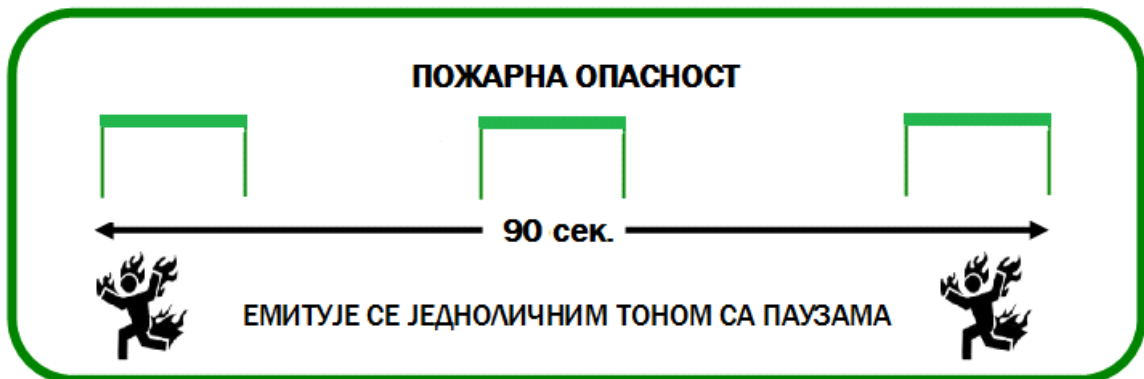 ПОЖАРНА ОПАСНОСТ
90 сек.
ЕМИТУЈЕ СЕ ЈЕДНОЛИЧНИМ ТОНОМ СА ПАУЗАМА